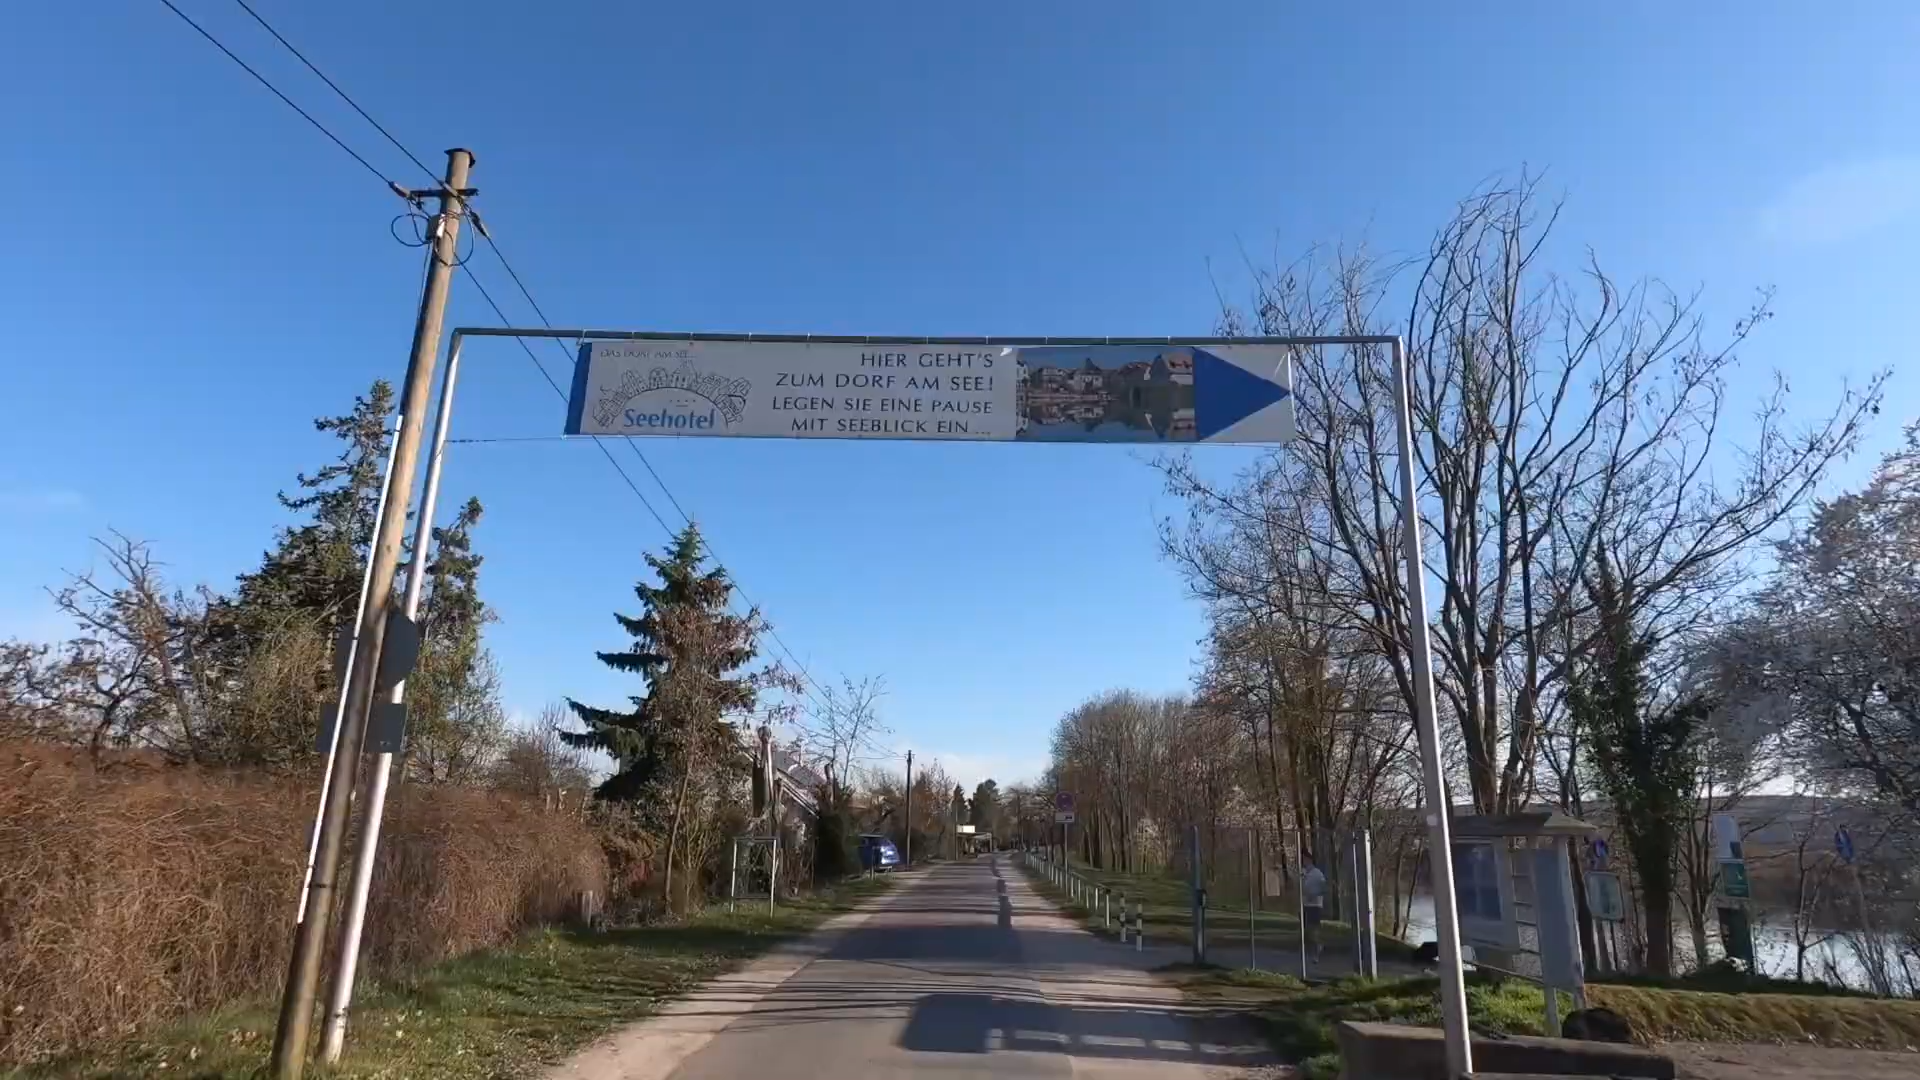 DAS DORF AM SEE...
Seehotel
HIER GEHT'S
ZUM DORF AM SEE!
LEGEN SIE EINE PAUSE
MIT SEEBLICK EIN...